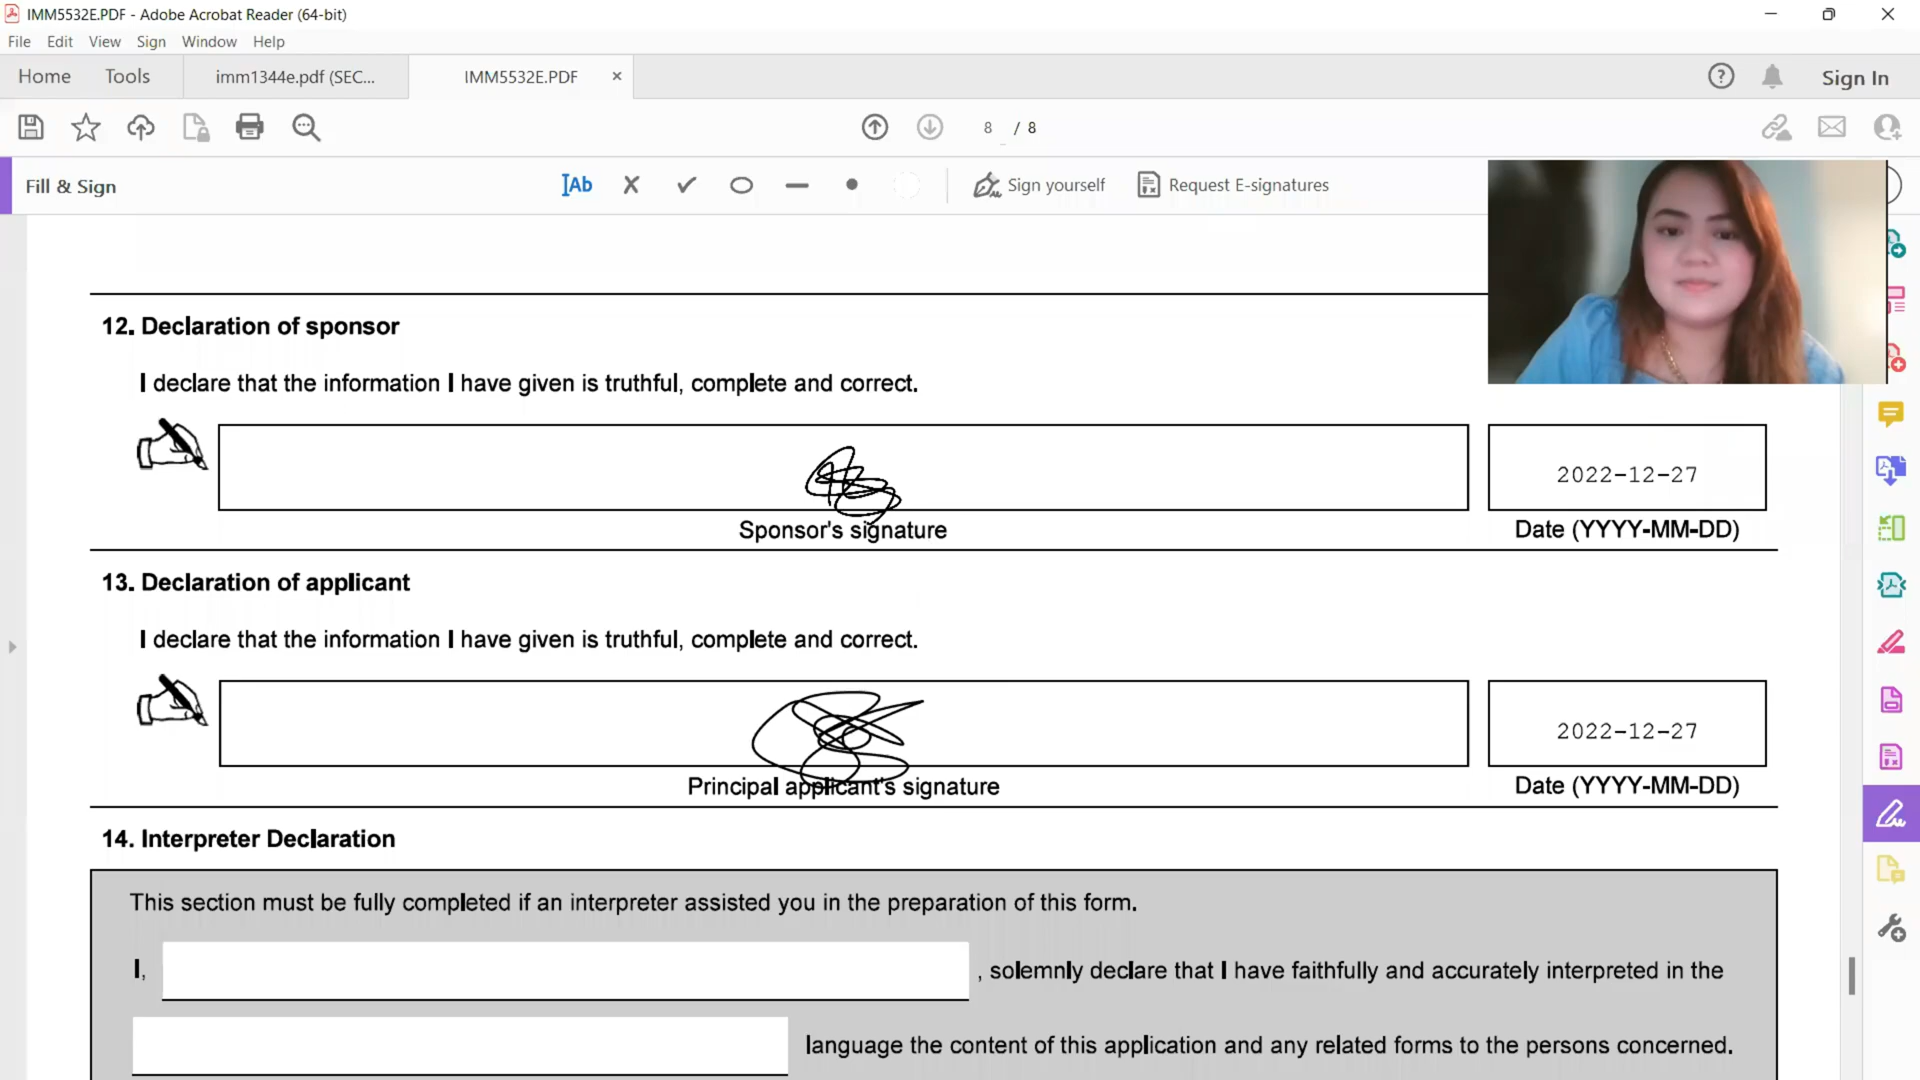 IMM5532E.PDF - Adobe Acrobat Reader (64-bit)
File Edit View Sign Window Help
Home Tools imm1344e.pdf (SEC... IMM5532E.PDF × Sign In
8 / 8
Fill & Sign Ab Sign yourself Request E-signatures
12. Declaration of sponsor
I declare that the information I have given is truthful, complete and correct.
2022-12-27
Sponsor's signature Date (YYYY-MM-DD)
13. Declaration of applicant
I declare that the information I have given is truthful, complete and correct.
2022-12-27
Principal applicant's signature Date (YYYY-MM-DD)
14. Interpreter Declaration
This section must be fully completed if an interpreter assisted you in the preparation of this form.
I, , solemnly declare that I have faithfully and accurately interpreted in the
language the content of this application and any related forms to the persons concerned.